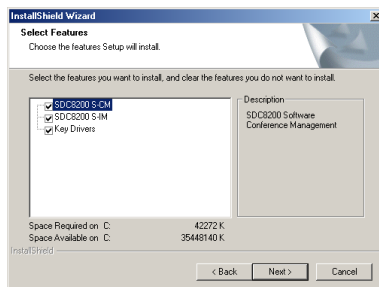 InstallShield Wizard
Select Features
Choose the features Setup will install.
Select the features you want to install, and clear the features you do not want to install.
SDC8200 S-CM
SDC8200 S-IM
Key Drivers
Description
SDC8200 Software
Conference Management
Space Required on C: 42272 K
Space Available on C: 35448140 K
InstallShield
< Back
Next >
Cancel